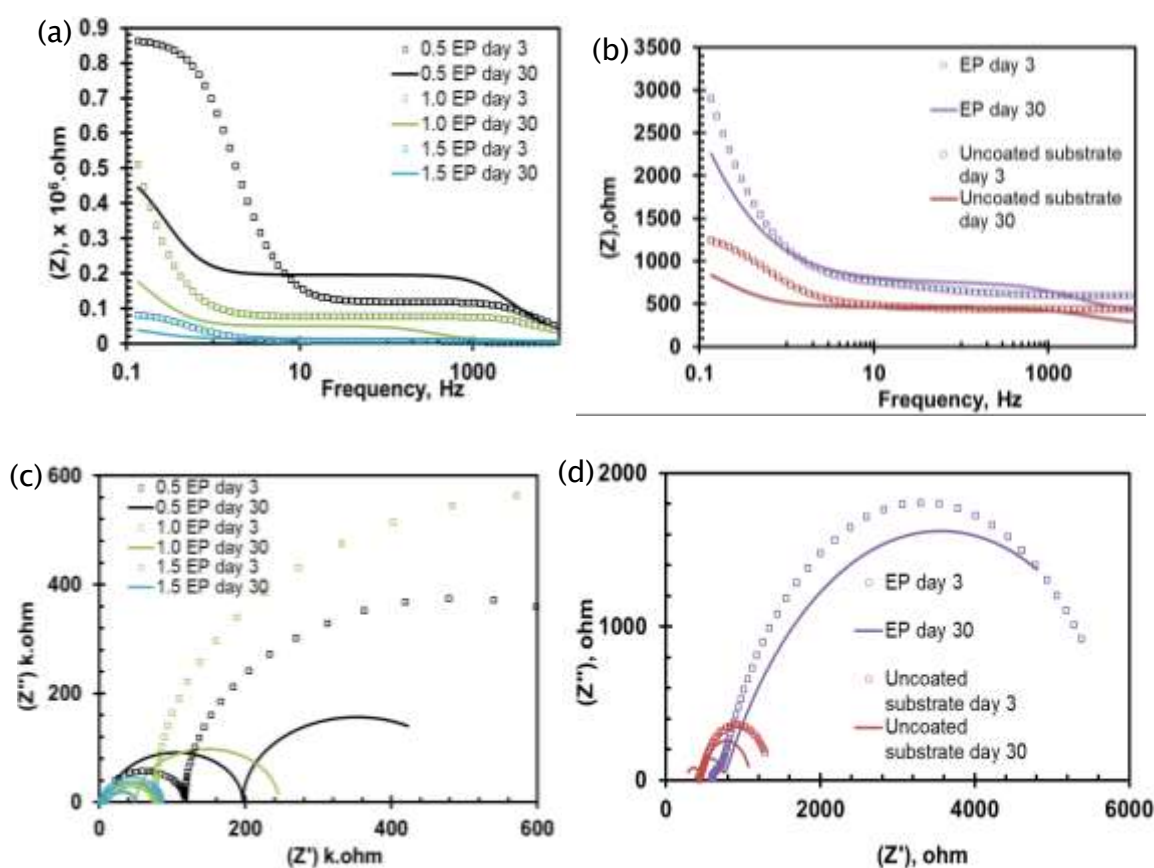 (a)
0.9
0.8
0.7
0.6
0.5
0.4
0.3
0.2
0.1
0
(Z), x 10⁶.ohm
0.5 EP day 3
0.5 EP day 30
1.0 EP day 3
1.0 EP day 30
1.5 EP day 3
1.5 EP day 30
0.1 10 1000
Frequency, Hz
(b)
3500
3000
2500
2000
1500
1000
500
0
(Z),ohm
EP day 3
EP day 30
Uncoated substrate
day 3
Uncoated substrate
day 30
0.1 10 1000
Frequency, Hz
(c)
600
400
200
0
(Z'') k.ohm
0.5 EP day 3
0.5 EP day 30
1.0 EP day 3
1.0 EP day 30
1.5 EP day 3
1.5 EP day 30
0 200 400 600
(Z') k.ohm
(d)
2000
1000
0
(Z''), ohm
EP day 3
EP day 30
Uncoated
substrate day 3
Uncoated
substrate day 30
0 2000 4000 6000
(Z'), ohm